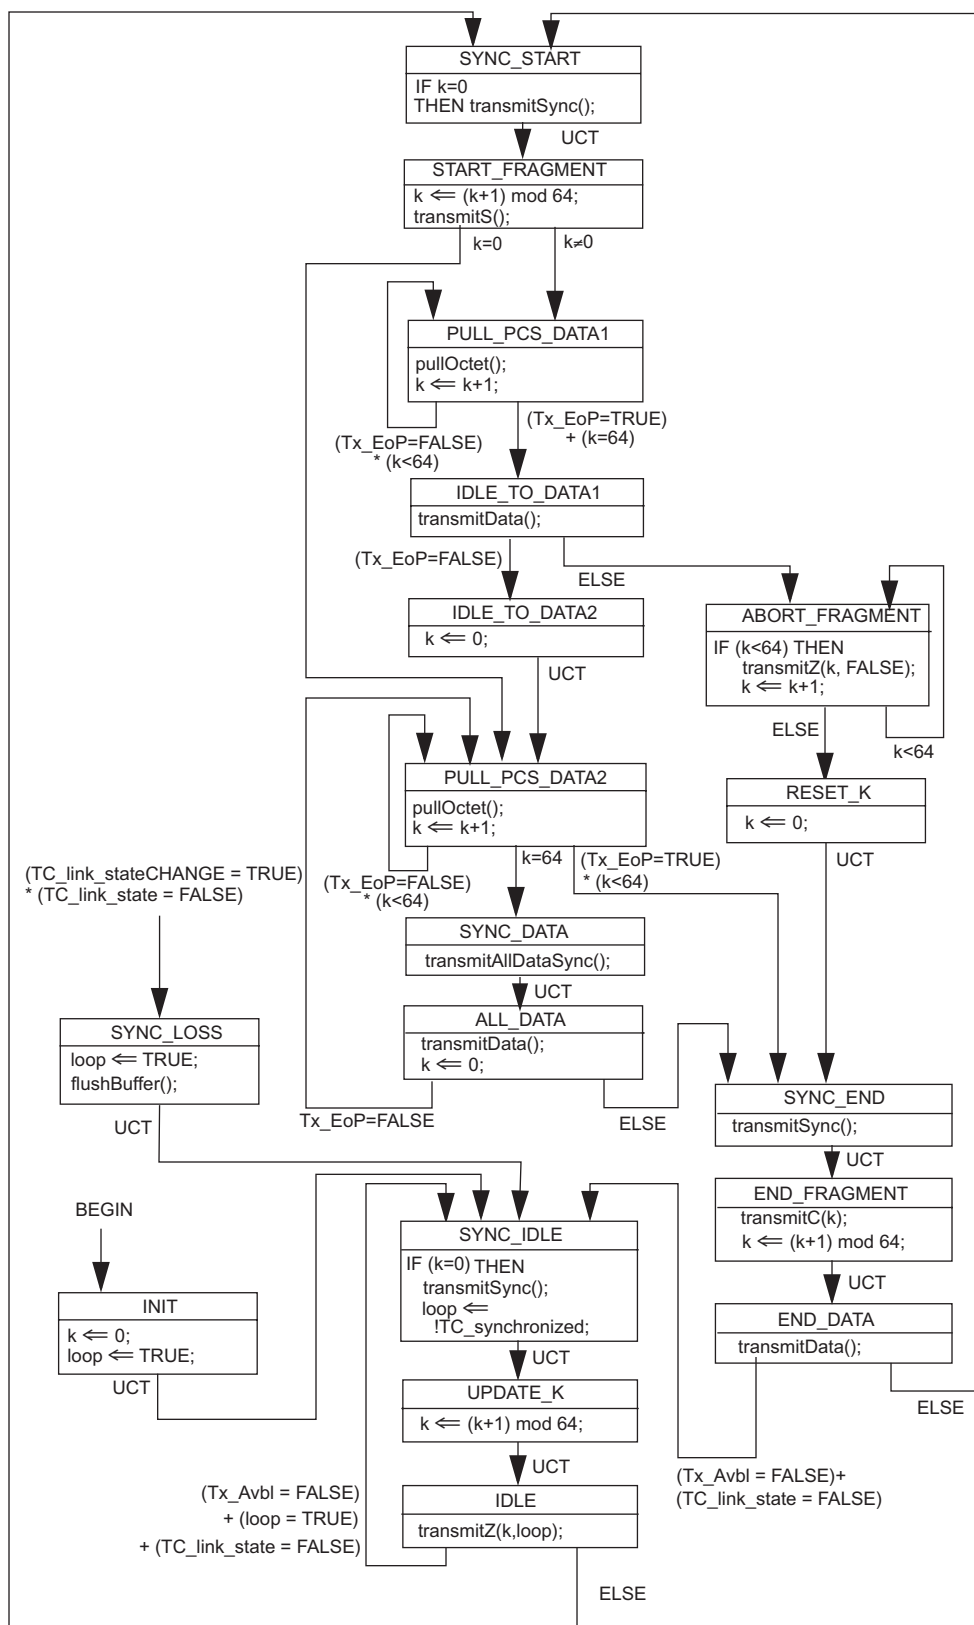 SYNC_START
IF k=0
THEN transmitSync();
UCT
START_FRAGMENT
k ⇐ (k+1) mod 64;
transmitS();
k=0
k≠0
PULL_PCS_DATA1
pullOctet();
k ⇐ k+1;
(Tx_EoP=FALSE)
* (k<64)
(Tx_EoP=TRUE)
+ (k=64)
IDLE_TO_DATA1
transmitData();
(Tx_EoP=FALSE)
ELSE
IDLE_TO_DATA2
k ⇐ 0;
UCT
ABORT_FRAGMENT
IF (k<64) THEN
transmitZ(k, FALSE);
k ⇐ k+1;
ELSE
k<64
RESET_K
k ⇐ 0;
UCT
PULL_PCS_DATA2
pullOctet();
k ⇐ k+1;
(Tx_EoP=FALSE)
* (k<64)
k=64
(Tx_EoP=TRUE)
* (k<64)
SYNC_DATA
transmitAllDataSync();
UCT
ALL_DATA
transmitData();
k ⇐ 0;
Tx_EoP=FALSE
ELSE
(TC_link_stateCHANGE = TRUE)
* (TC_link_state = FALSE)
SYNC_LOSS
loop ⇐ TRUE;
flushBuffer();
UCT
SYNC_END
transmitSync();
UCT
END_FRAGMENT
transmitC(k);
k ⇐ (k+1) mod 64;
UCT
END_DATA
transmitData();
ELSE
(Tx_Avbl = FALSE)+
(TC_link_state = FALSE)
BEGIN
INIT
k ⇐ 0;
loop ⇐ TRUE;
UCT
SYNC_IDLE
IF (k=0) THEN
transmitSync();
loop ⇐
!TC_synchronized;
UCT
UPDATE_K
k ⇐ (k+1) mod 64;
UCT
IDLE
transmitZ(k,loop);
(Tx_Avbl = FALSE)
+ (loop = TRUE)
+ (TC_link_state = FALSE)
ELSE